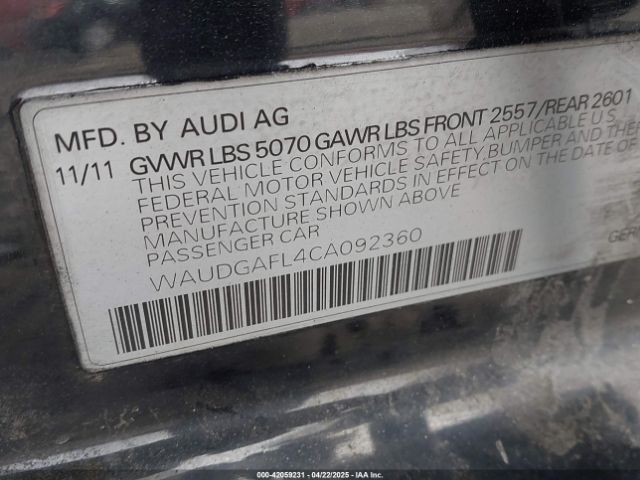 MFD. BY AUDI AG
11/11 GVWR LBS 5070 GAWR LBS FRONT 2557/REAR 2601
THIS VEHICLE CONFORMS TO ALL APPLICABLE U.S.
FEDERAL MOTOR VEHICLE SAFETY, BUMPER AND
PREVENTION STANDARDS IN EFFECT ON THE DATE OF
MANUFACTURE SHOWN ABOVE
PASSENGER CAR
WAUDGAFL4CA092360
000-42059231 - 04/22/2025 - IAA Inc.